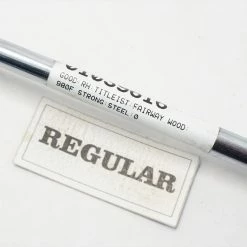 GOOD:RH:TITLEIST:FAIRWAY WOOD:
980F STRONG STEEL:0
REGULAR